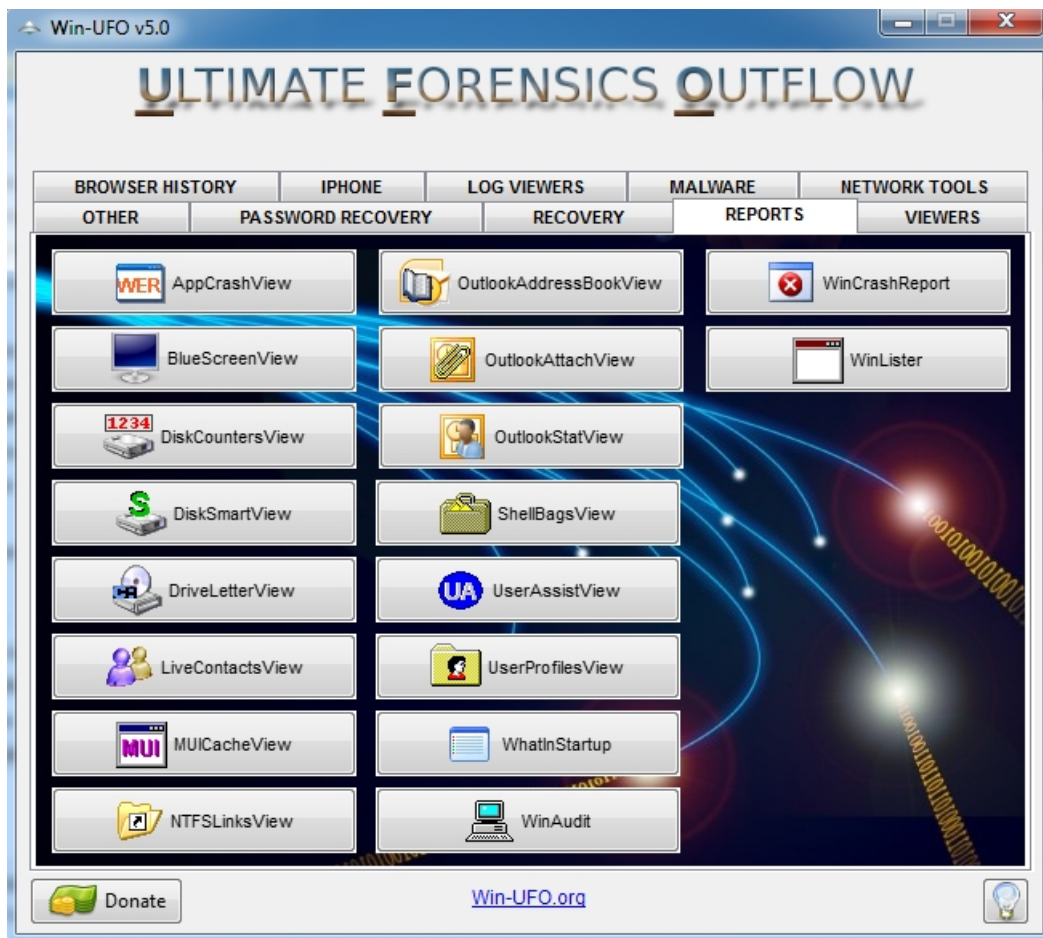 Win-UFO v5.0
ULTIMATE FORENSICS OUTFLOW
BROWSER HISTORY IPHONE LOG VIEWERS MALWARE NETWORK TOOLS
OTHER PASSWORD RECOVERY RECOVERY REPORTS VIEWERS
WER AppCrashView OutlookAddressBookView WinCrashReport
BlueScreenView OutlookAttachView WinLister
1234 DiskCountersView OutlookStatView
S DiskSmartView ShellBagsView
DriveLetterView UA UserAssistView
LiveContactsView UserProfilesView
MUI MUICacheView WhatInStartup
NTFSLinksView WinAudit
Donate Win-UFO.org